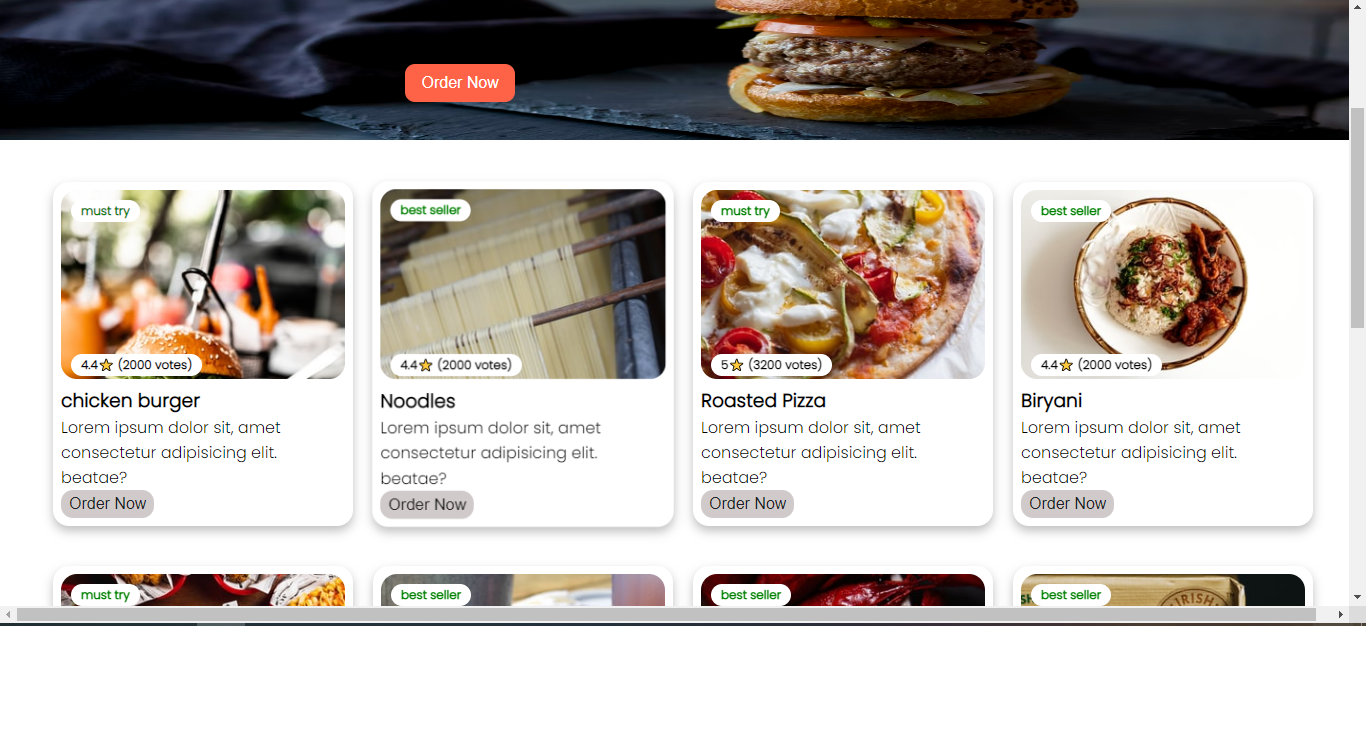 Order Now
must try
best seller
must try
best seller
4.4⭐ (2000 votes)
4.4⭐ (2000 votes)
5⭐ (3200 votes)
4.4⭐ (2000 votes)
chicken burger
Lorem ipsum dolor sit, amet
consectetur adipisicing elit.
beatae?
Order Now
Noodles
Lorem ipsum dolor sit, amet
consectetur adipisicing elit.
beatae?
Order Now
Roasted Pizza
Lorem ipsum dolor sit, amet
consectetur adipisicing elit.
beatae?
Order Now
Biryani
Lorem ipsum dolor sit, amet
consectetur adipisicing elit.
beatae?
Order Now
must try
best seller
best seller
best seller
IRISH